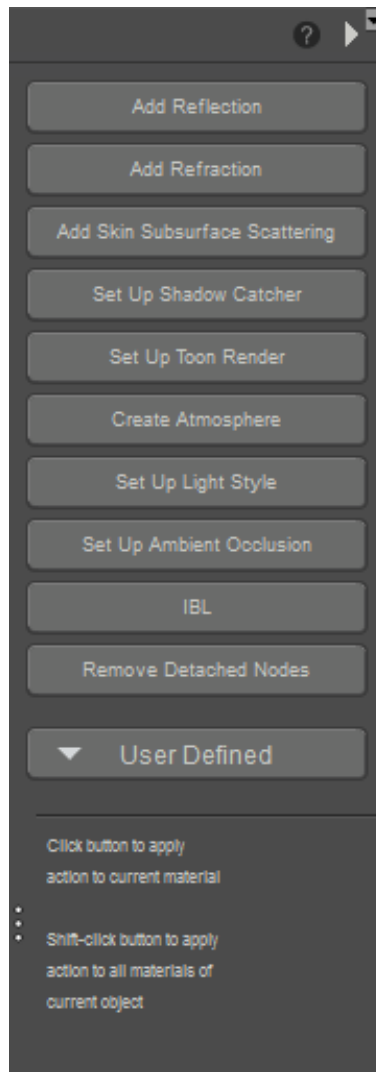 ?
Add Reflection
Add Refraction
Add Skin Subsurface Scattering
Set Up Shadow Catcher
Set Up Toon Render
Create Atmosphere
Set Up Light Style
Set Up Ambient Occlusion
IBL
Remove Detached Nodes
User Defined
Click button to apply
action to current material
Shift-click button to apply
action to all materials of
current object